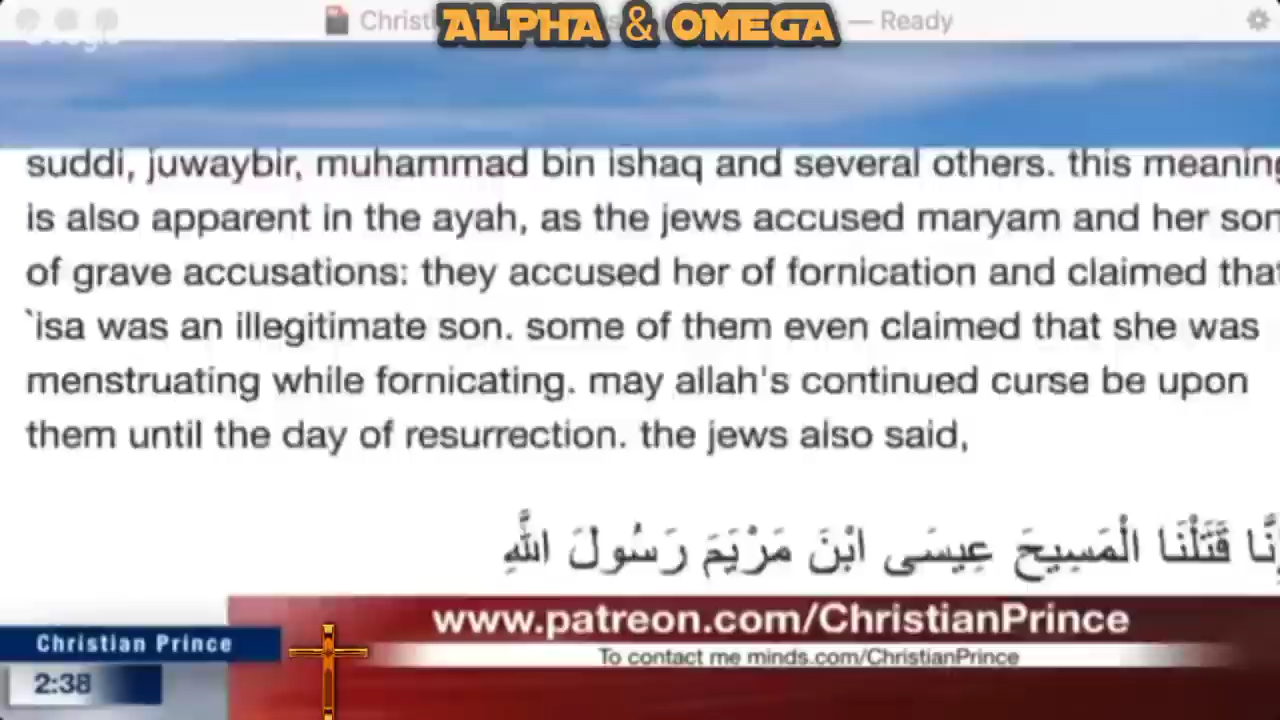 Christi
ALPHA & OMEGA
— Ready
Google
suddi, juwaybir, muhammad bin ishaq and several others. this meaning
is also apparent in the ayah, as the jews accused maryam and her son
of grave accusations: they accused her of fornication and claimed that
`isa was an illegitimate son. some of them even claimed that she was
menstruating while fornicating. may allah's continued curse be upon
them until the day of resurrection. the jews also said,
إِنَّا قَتَلْنَا الْمَسِيحَ عِيسَى ابْنَ مَرْيَمَ رَسُولَ اللَّهِ
www.patreon.com/ChristianPrince
Christian Prince
To contact me minds.com/ChristianPrince
2:38